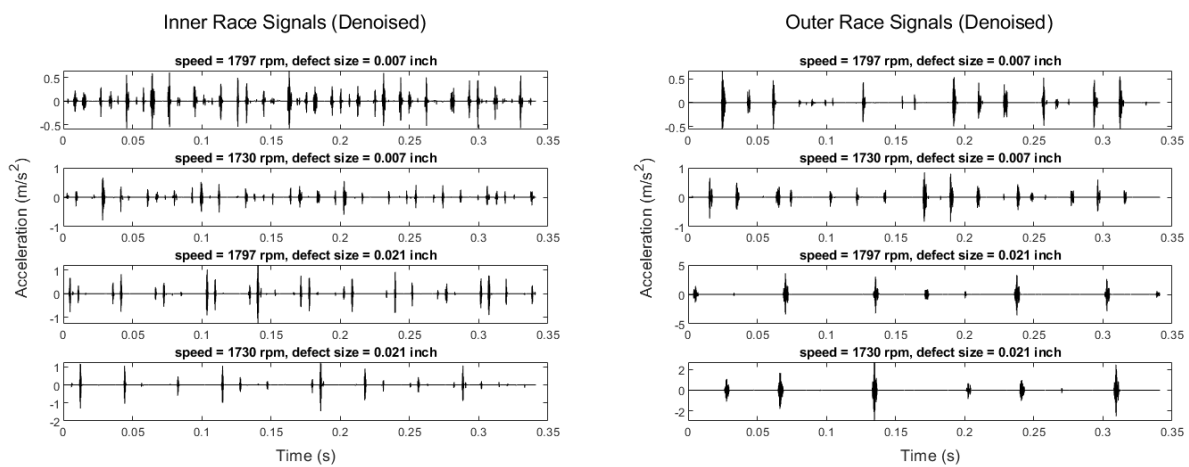 Inner Race Signals (Denoised)
speed = 1797 rpm, defect size = 0.007 inch
0.5
0
-0.5
0 0.05 0.1 0.15 0.2 0.25 0.3 0.35
speed = 1730 rpm, defect size = 0.007 inch
1
0
-1
0 0.05 0.1 0.15 0.2 0.25 0.3 0.35
speed = 1797 rpm, defect size = 0.021 inch
1
0
-1
0 0.05 0.1 0.15 0.2 0.25 0.3 0.35
speed = 1730 rpm, defect size = 0.021 inch
1
0
-2
0 0.05 0.1 0.15 0.2 0.25 0.3 0.35
Acceleration (m/s²)
Time (s)
Outer Race Signals (Denoised)
speed = 1797 rpm, defect size = 0.007 inch
0.5
0
-0.5
0 0.05 0.1 0.15 0.2 0.25 0.3 0.35
speed = 1730 rpm, defect size = 0.007 inch
1
0
-1
0 0.05 0.1 0.15 0.2 0.25 0.3 0.35
speed = 1797 rpm, defect size = 0.021 inch
5
0
-5
0 0.05 0.1 0.15 0.2 0.25 0.3 0.35
speed = 1730 rpm, defect size = 0.021 inch
2
0
-2
0 0.05 0.1 0.15 0.2 0.25 0.3 0.35
Acceleration (m/s²)
Time (s)